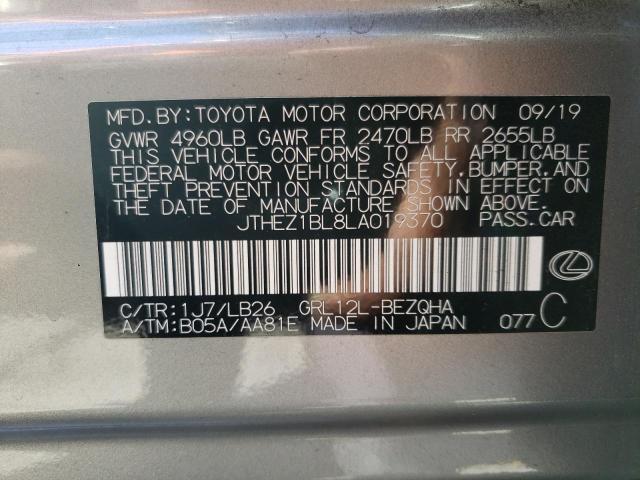 MFD.BY:TOYOTA MOTOR CORPORATION 09/19
GVWR 4960LB GAWR FR 2470LB RR 2655LB
THIS VEHICLE CONFORMS TO ALL APPLICABLE
FEDERAL MOTOR VEHICLE SAFETY,BUMPER,AND
THEFT PREVENTION STANDARDS IN EFFECT ON
THE DATE OF MANUFACTURE SHOWN ABOVE.
JTHEZ1BL8LA019370 PASS.CAR
C/TR:1J7/LB26 GRL12L-BEZQHA
A/TM:B05A/AA81E MADE IN JAPAN 077C